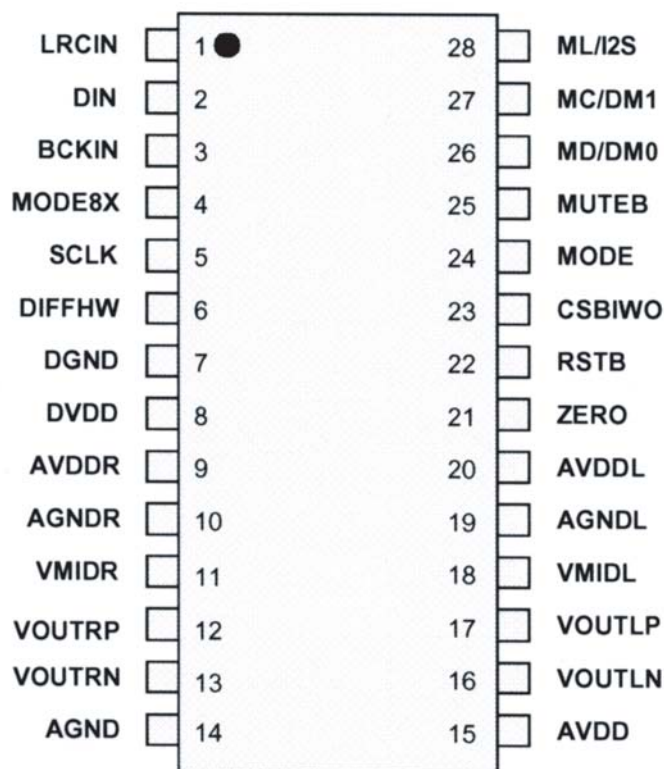 LRCIN 1 28 ML/I2S
DIN 2 27 MC/DM1
BCKIN 3 26 MD/DM0
MODE8X 4 25 MUTEB
SCLK 5 24 MODE
DIFFHW 6 23 CSBIWO
DGND 7 22 RSTB
DVDD 8 21 ZERO
AVDDR 9 20 AVDDL
AGNDR 10 19 AGNDL
VMIDR 11 18 VMIDL
VOUTRP 12 17 VOUTLP
VOUTRN 13 16 VOUTLN
AGND 14 15 AVDD